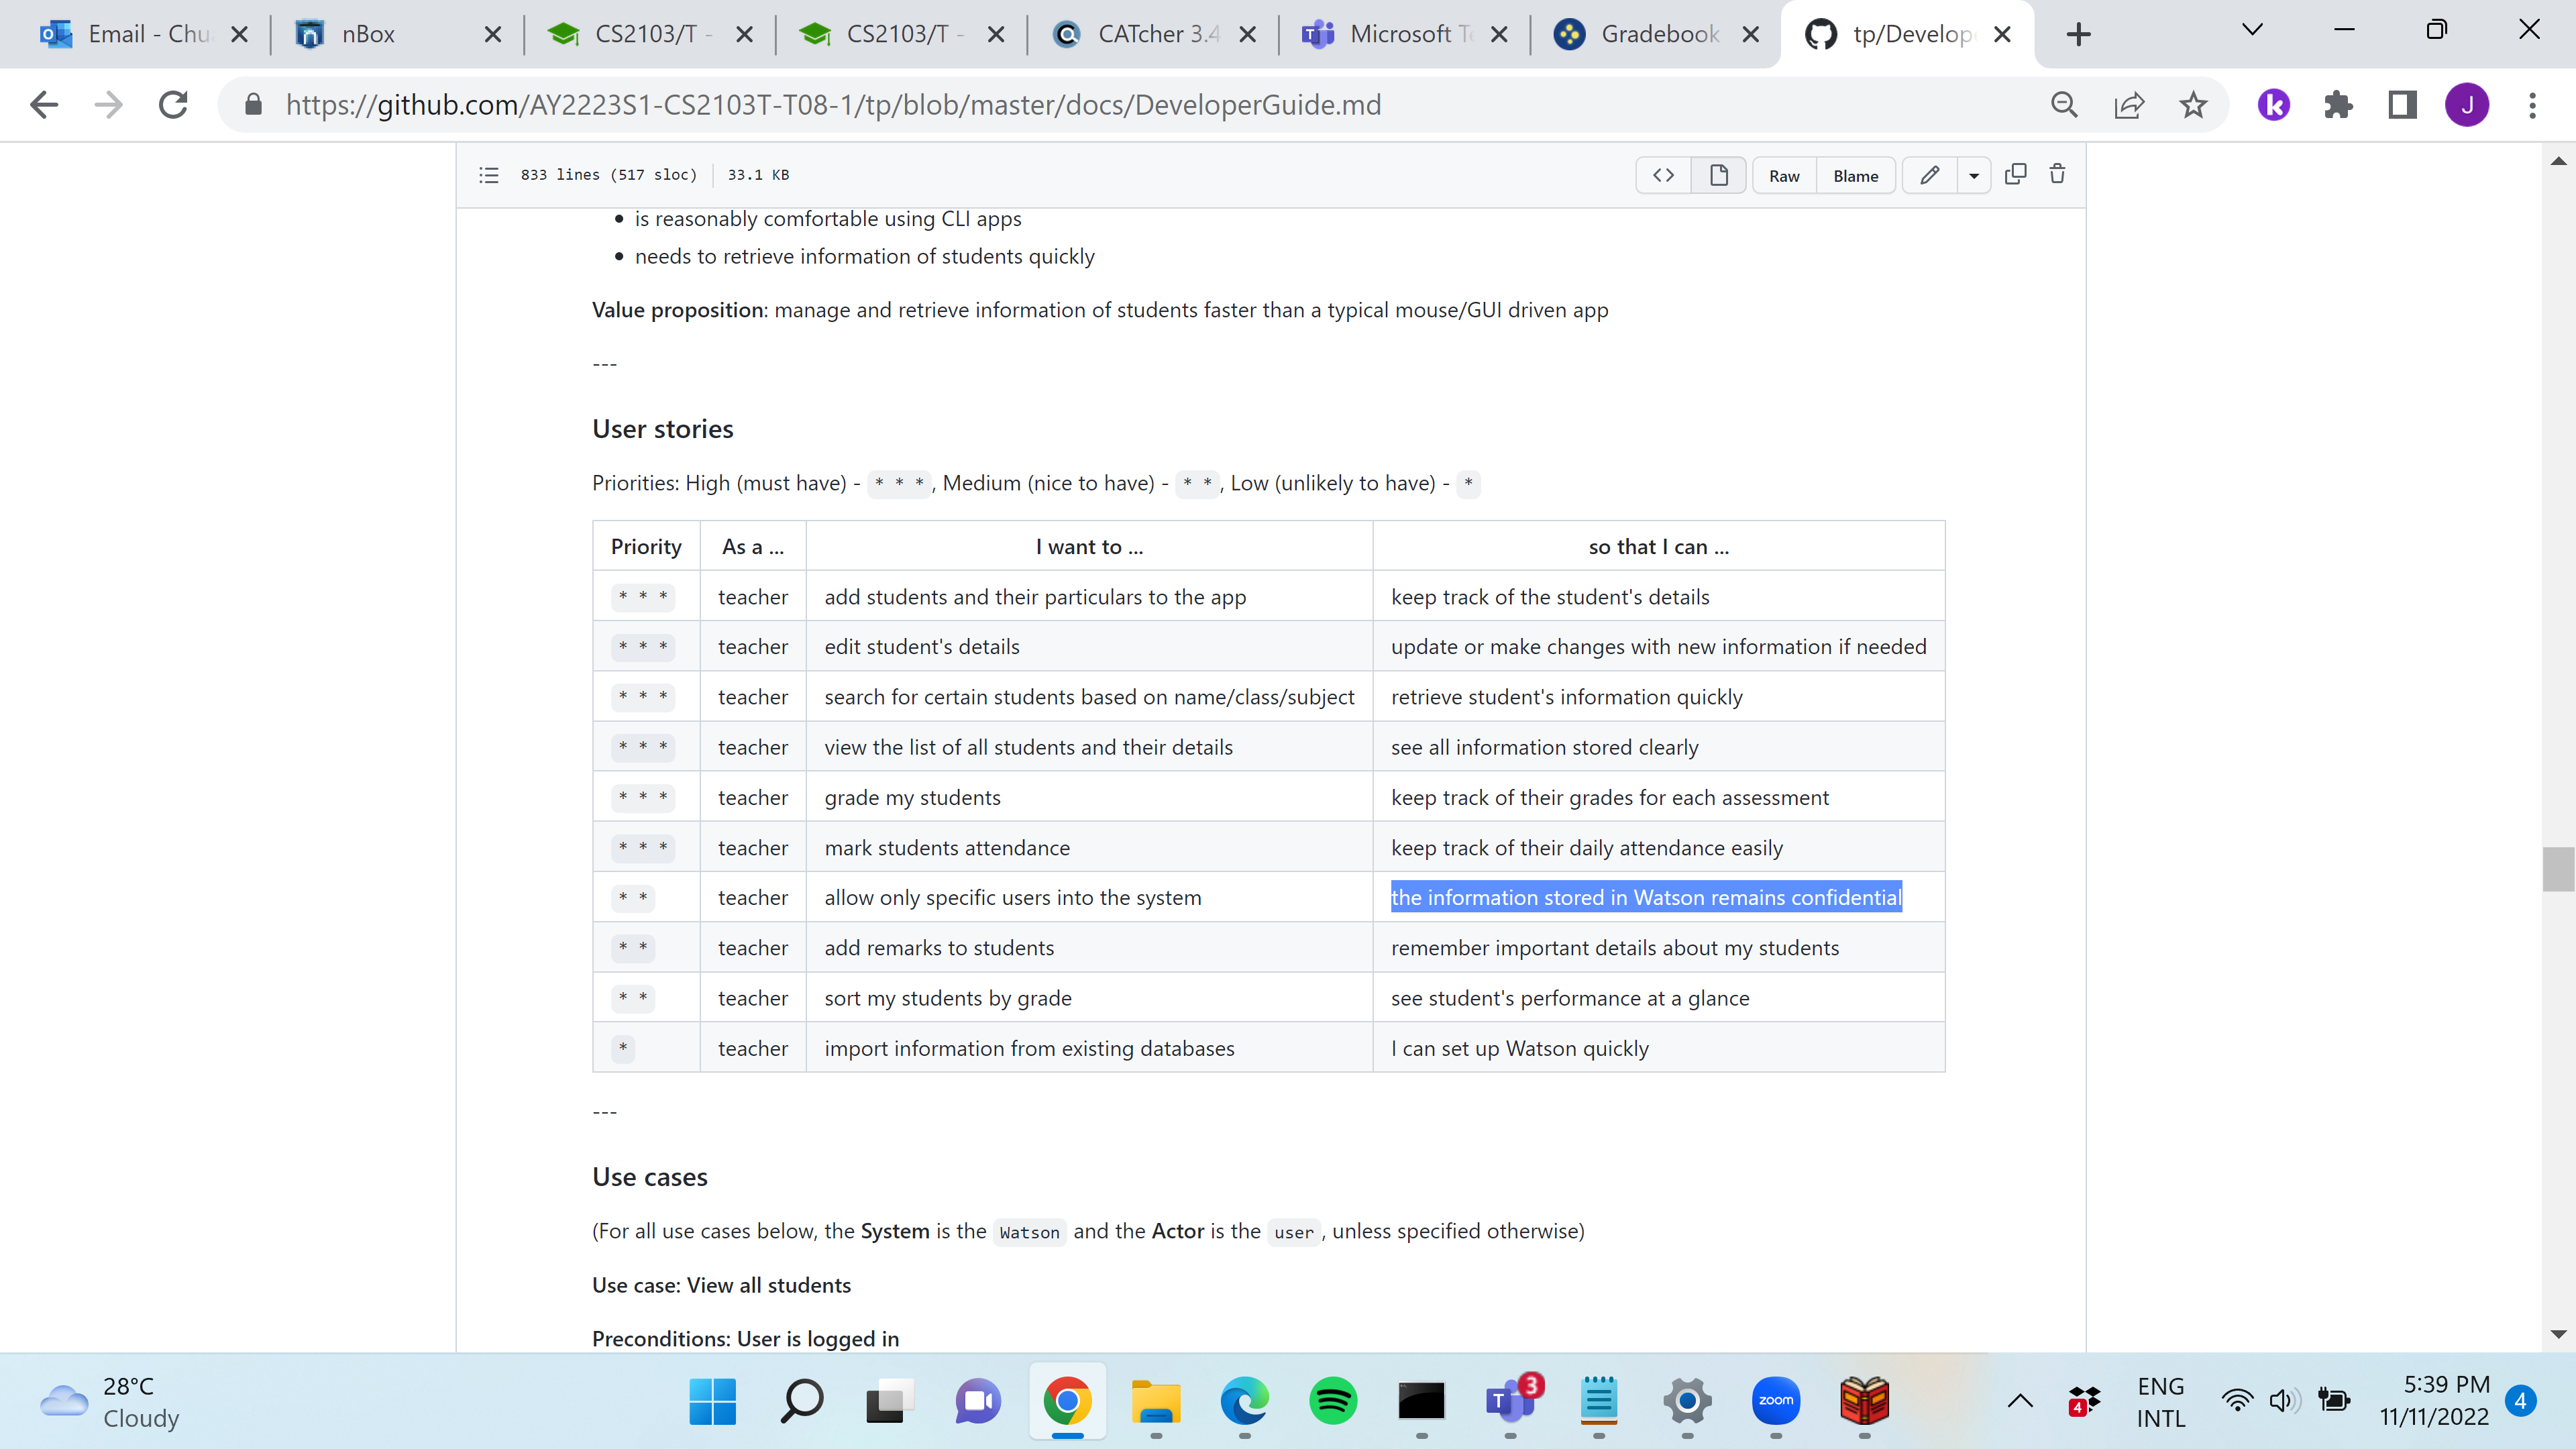 Email - Chu
nBox
CS2103/T -
CS2103/T -
CATcher 3.4
Microsoft Te
Gradebook
tp/Develop
https://github.com/AY2223S1-CS2103T-T08-1/tp/blob/master/docs/DeveloperGuide.md
J
833 lines (517 sloc) 33.1 KB
Raw Blame
• is reasonably comfortable using CLI apps
• needs to retrieve information of students quickly
Value proposition: manage and retrieve information of students faster than a typical mouse/GUI driven app
---
User stories
Priorities: High (must have) - * * *, Medium (nice to have) - * *, Low (unlikely to have) - *
Priority As a ... I want to ... so that I can ...
* * * teacher add students and their particulars to the app keep track of the student's details
* * * teacher edit student's details update or make changes with new information if needed
* * * teacher search for certain students based on name/class/subject retrieve student's information quickly
* * * teacher view the list of all students and their details see all information stored clearly
* * * teacher grade my students keep track of their grades for each assessment
* * * teacher mark students attendance keep track of their daily attendance easily
* * teacher allow only specific users into the system the information stored in Watson remains confidential
* * teacher add remarks to students remember important details about my students
* * teacher sort my students by grade see student's performance at a glance
* teacher import information from existing databases I can set up Watson quickly
---
Use cases
(For all use cases below, the System is the Watson and the Actor is the user, unless specified otherwise)
Use case: View all students
Preconditions: User is logged in
28°C
Cloudy
3
zoom
4
ENG
INTL
5:39 PM
11/11/2022
4